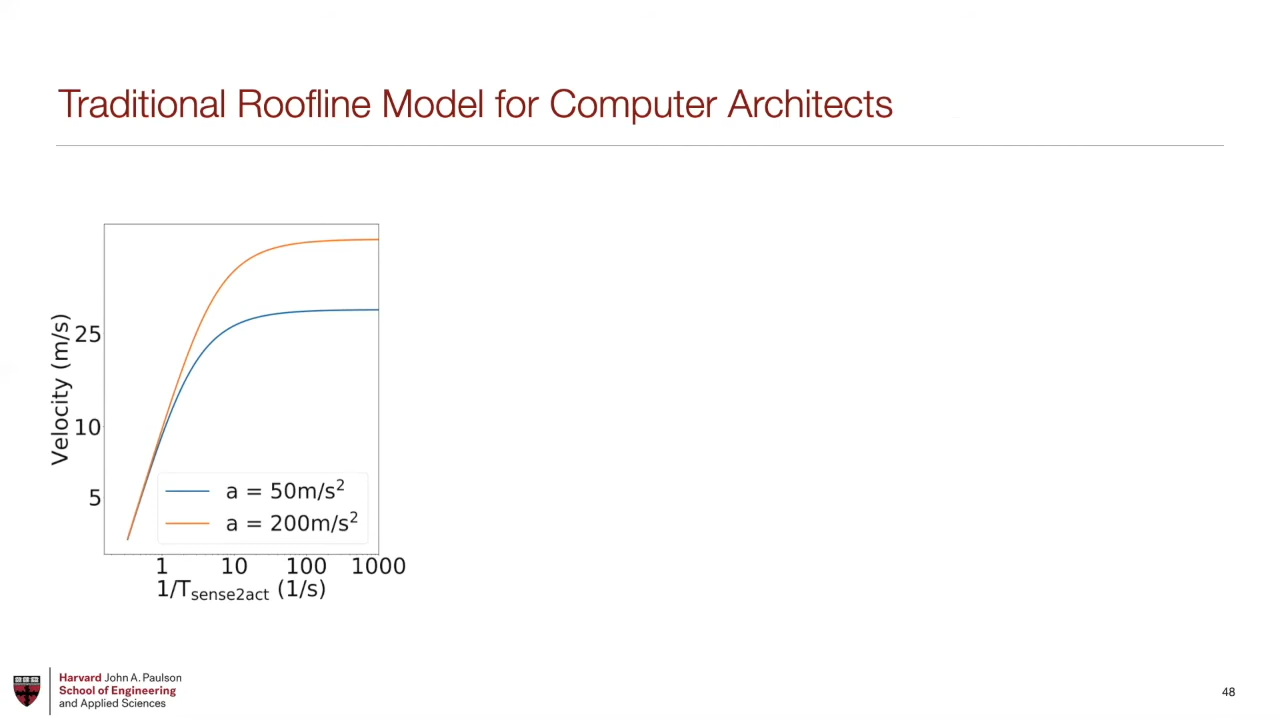 Traditional Roofline Model for Computer Architects
Velocity (m/s)
25
10
5
a = 50m/s²
a = 200m/s²
1 10 100 1000
1/Tsense2act (1/s)
Harvard John A. Paulson
School of Engineering
and Applied Sciences
48